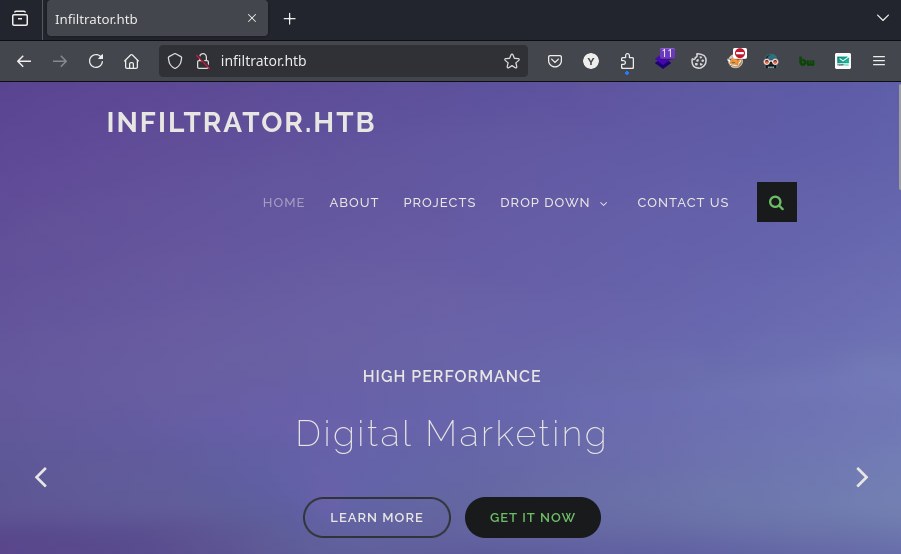 Infiltrator.htb
infiltrator.htb
11
Y
INFILTRATOR.HTB
HOME ABOUT PROJECTS DROP DOWN CONTACT US
HIGH PERFORMANCE
Digital Marketing
LEARN MORE GET IT NOW